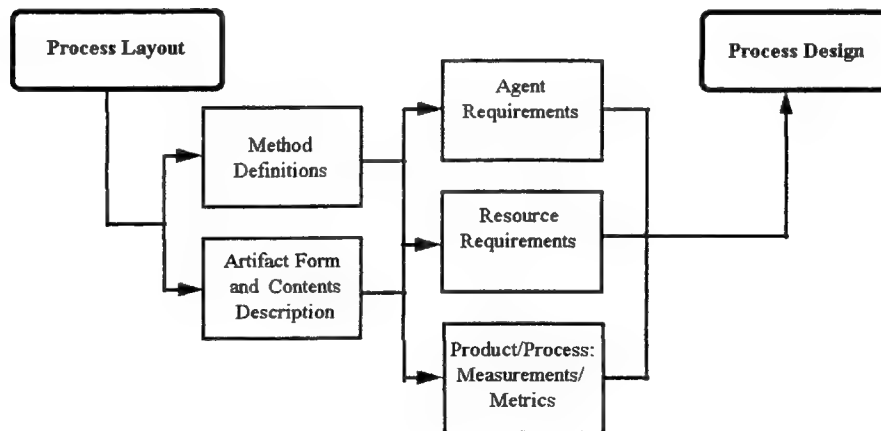 Process Layout
Process Design
Agent
Requirements
Method
Definitions
Resource
Requirements
Artifact Form
and Contents
Description
Product/Process:
Measurements/
Metrics